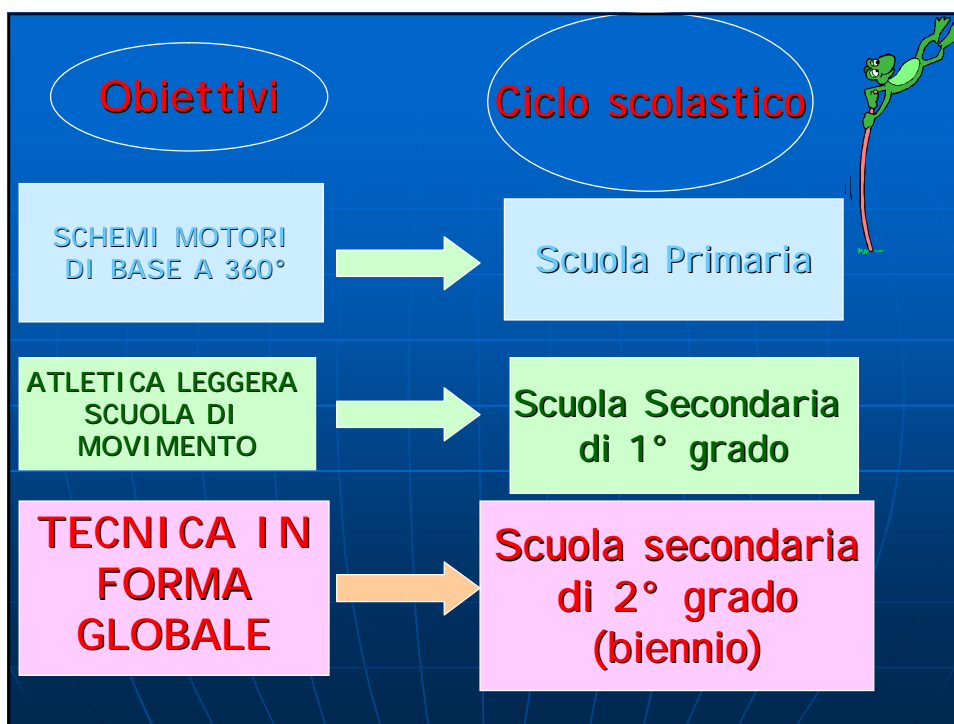 Obiettivi
Ciclo scolastico
SCHEMI MOTORI
DI BASE A 360°
Scuola Primaria
ATLETICA LEGGERA
SCUOLA DI
MOVIMENTO
Scuola Secondaria
di 1° grado
TECNICA IN
FORMA
GLOBALE
Scuola secondaria
di 2° grado
(biennio)